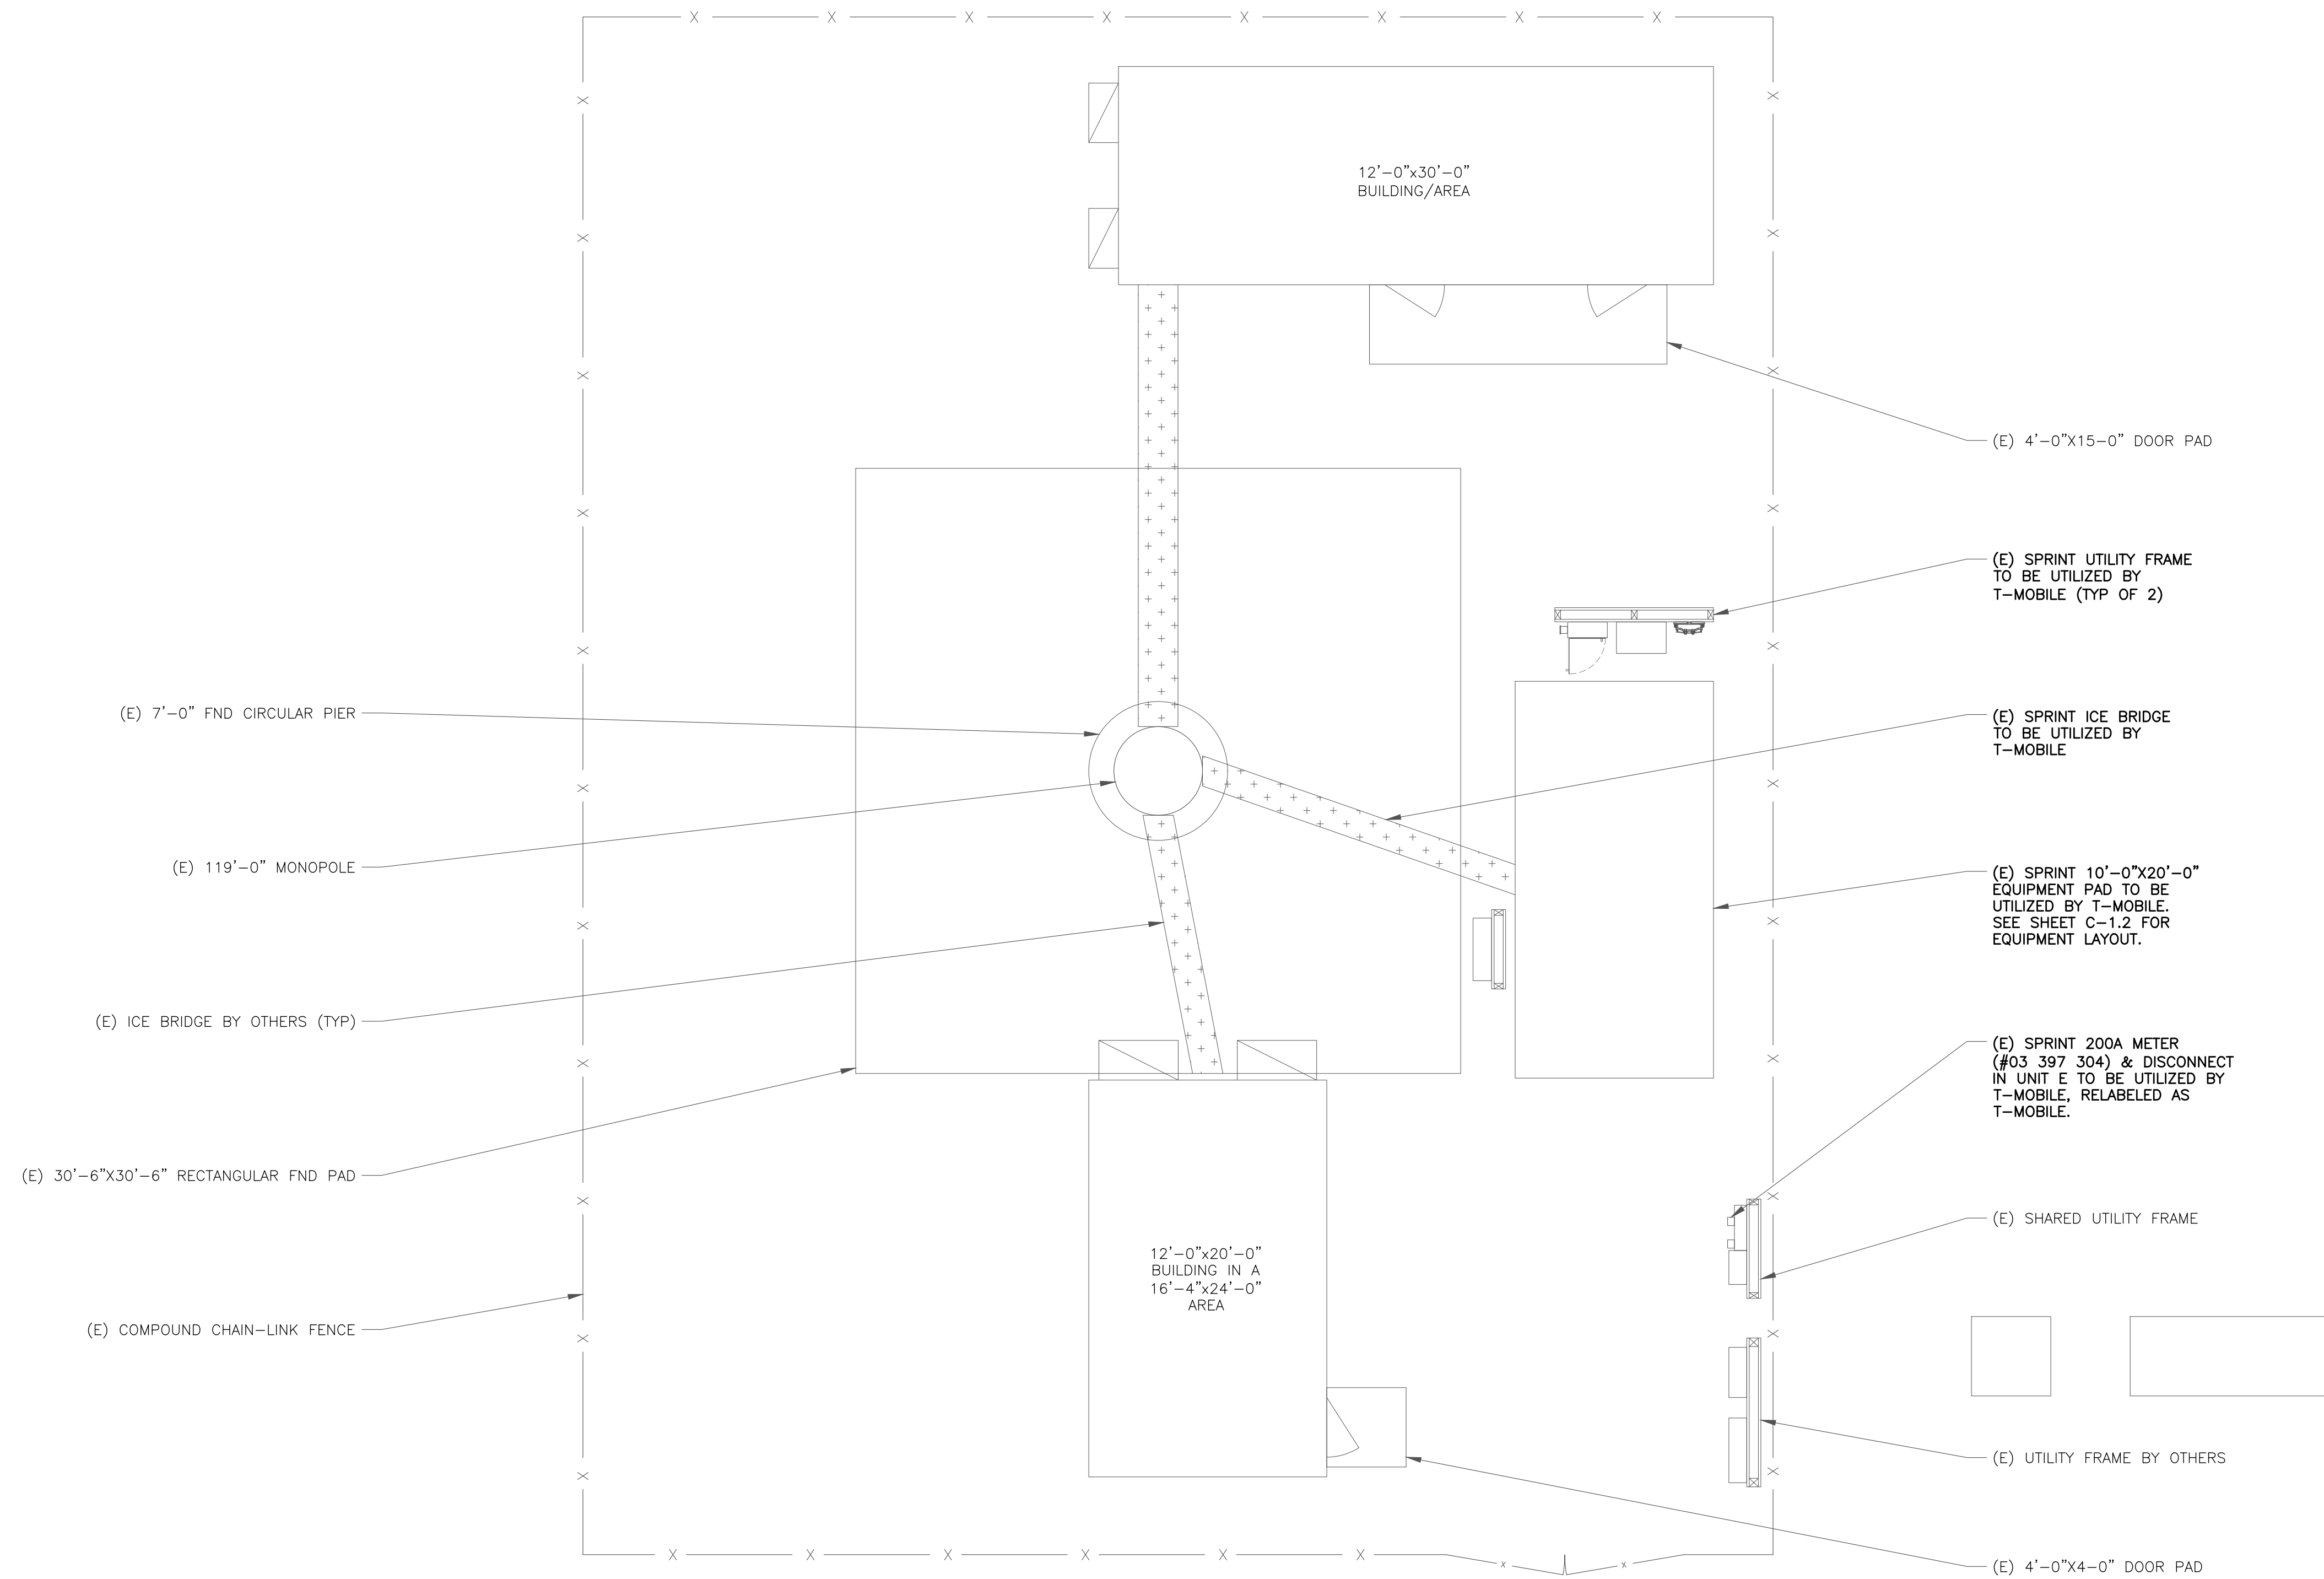 12'-0"x30'-0"
BUILDING/AREA
(E) 4'-0"X15-0" DOOR PAD
(E) SPRINT UTILITY FRAME
TO BE UTILIZED BY
T-MOBILE (TYP OF 2)
(E) 7'-0" FND CIRCULAR PIER
(E) SPRINT ICE BRIDGE
TO BE UTILIZED BY
T-MOBILE
(E) 119'-0" MONOPOLE
(E) SPRINT 10'-0"X20'-0"
EQUIPMENT PAD TO BE
UTILIZED BY T-MOBILE.
SEE SHEET C-1.2 FOR
EQUIPMENT LAYOUT.
(E) ICE BRIDGE BY OTHERS (TYP)
(E) SPRINT 200A METER
(#03 397 304) & DISCONNECT
IN UNIT E TO BE UTILIZED BY
T-MOBILE, RELABELED AS
T-MOBILE.
(E) 30'-6"X30'-6" RECTANGULAR FND PAD
(E) SHARED UTILITY FRAME
12'-0"x20'-0"
BUILDING IN A
16'-4"x24'-0"
AREA
(E) COMPOUND CHAIN-LINK FENCE
(E) UTILITY FRAME BY OTHERS
(E) 4'-0"X4-0" DOOR PAD